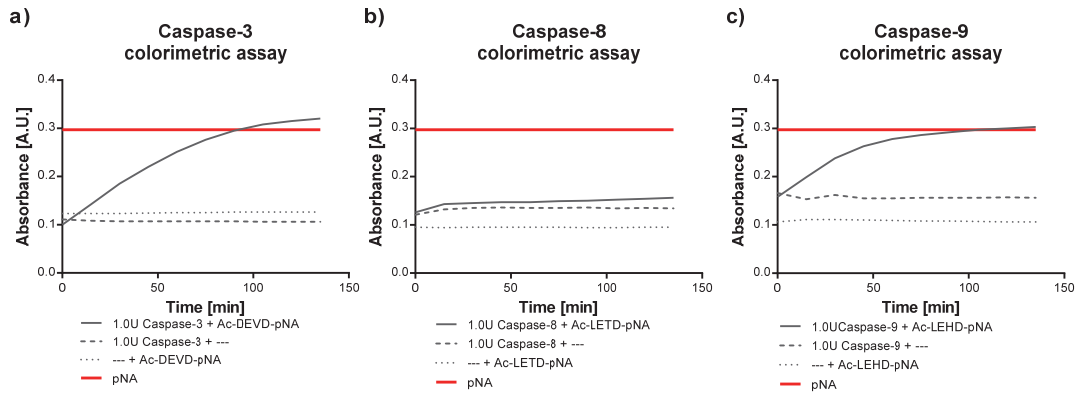 a)
Caspase-3
colorimetric assay
Absorbance [A.U.]
0.4
0.3
0.2
0.1
0.0
0
50
100
150
Time [min]
1.0U Caspase-3 + Ac-DEVD-pNA
1.0U Caspase-3 + ---
--- + Ac-DEVD-pNA
pNA
b)
Caspase-8
colorimetric assay
Absorbance [A.U.]
0.4
0.3
0.2
0.1
0.0
0
50
100
150
Time [min]
1.0U Caspase-8 + Ac-LETD-pNA
1.0U Caspase-8 + ---
--- + Ac-LETD-pNA
pNA
c)
Caspase-9
colorimetric assay
Absorbance [A.U.]
0.4
0.3
0.2
0.1
0.0
0
50
100
150
Time [min]
1.0UCaspase-9 + Ac-LEHD-pNA
1.0U Caspase-9 + ---
--- + Ac-LEHD-pNA
pNA